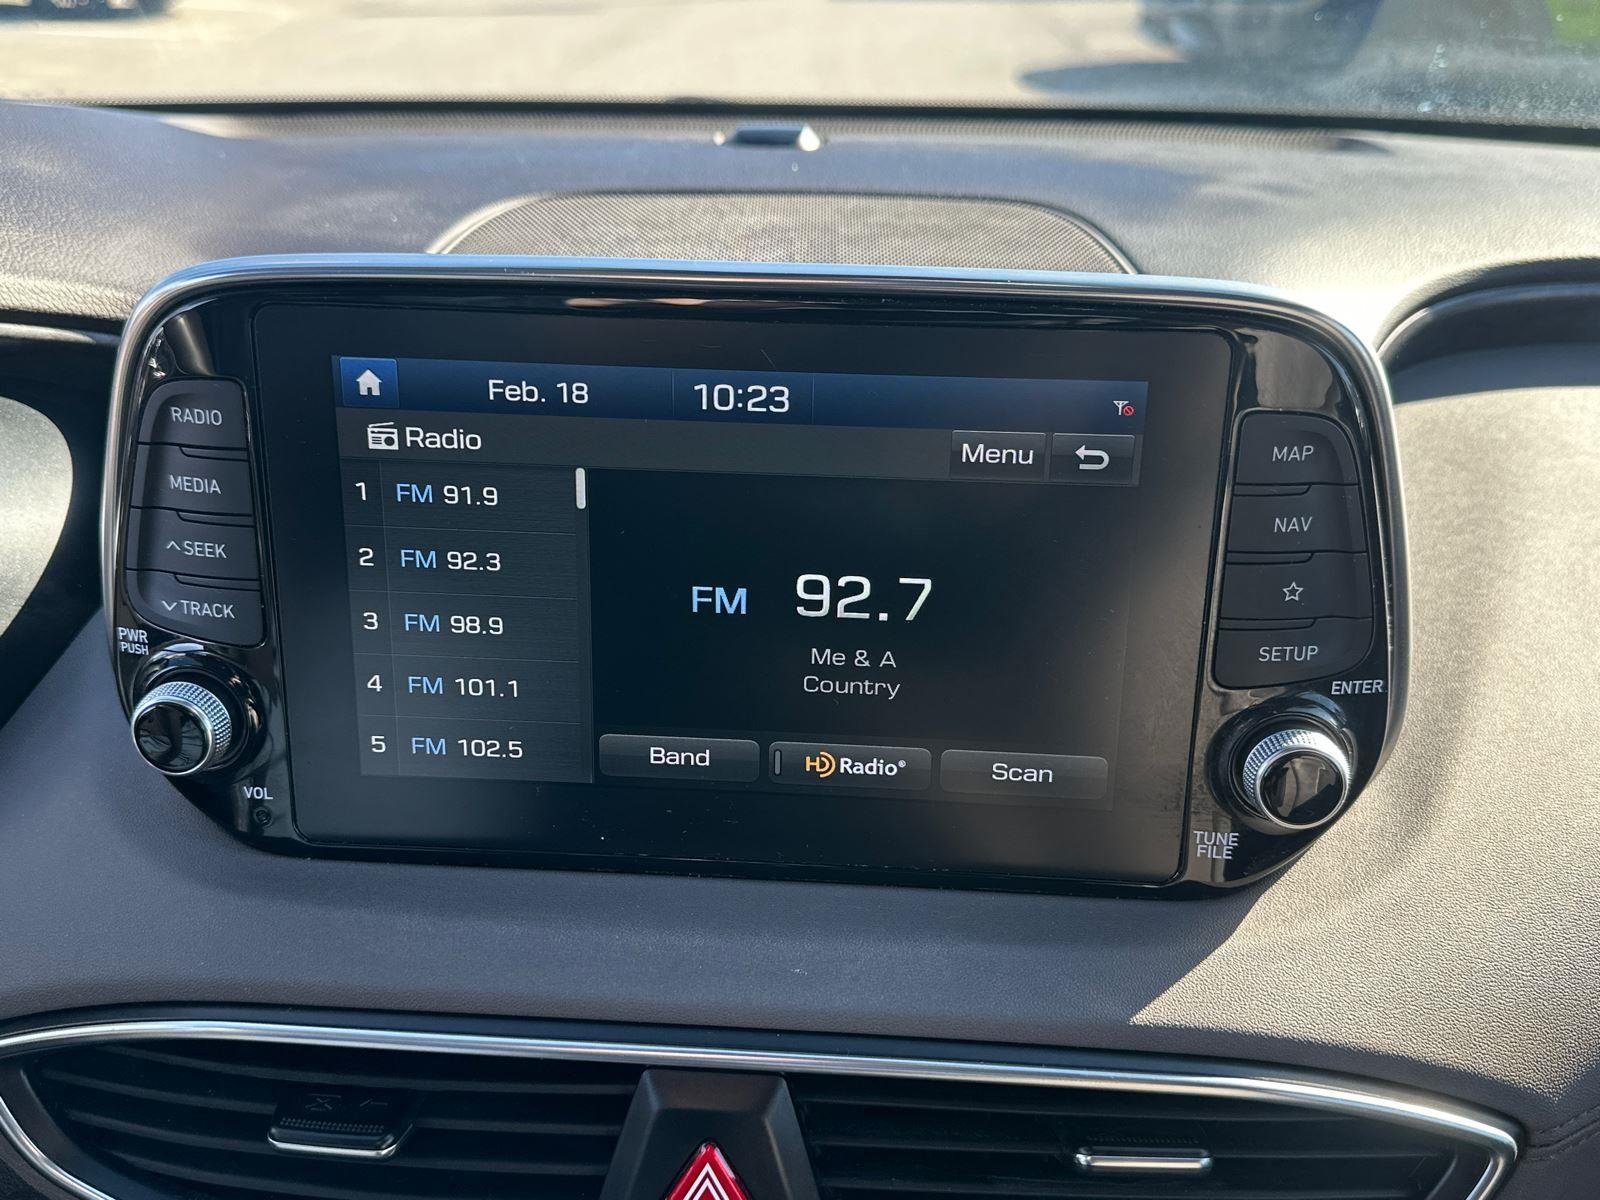 Feb. 18
10:23
Radio
Menu
1 FM 91.9
2 FM 92.3
3 FM 98.9
4 FM 101.1
5 FM 102.5
FM 92.7
Me & A
Country
Band
HD Radio®
Scan
RADIO
MEDIA
^ SEEK
˅ TRACK
PWR
PUSH
VOL
MAP
NAV
SETUP
ENTER
TUNE
FILE